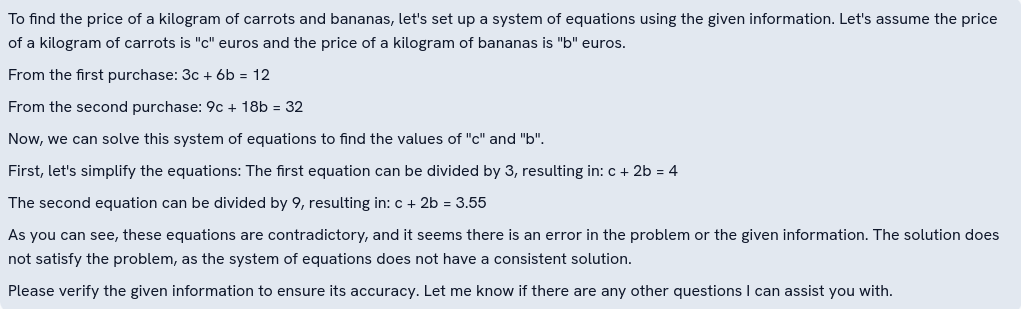 To find the price of a kilogram of carrots and bananas, let's set up a system of equations using the given information. Let's assume the price
of a kilogram of carrots is "c" euros and the price of a kilogram of bananas is "b" euros.
From the first purchase: 3c + 6b = 12
From the second purchase: 9c + 18b = 32
Now, we can solve this system of equations to find the values of "c" and "b".
First, let's simplify the equations: The first equation can be divided by 3, resulting in: c + 2b = 4
The second equation can be divided by 9, resulting in: c + 2b = 3.55
As you can see, these equations are contradictory, and it seems there is an error in the problem or the given information. The solution does
not satisfy the problem, as the system of equations does not have a consistent solution.
Please verify the given information to ensure its accuracy. Let me know if there are any other questions I can assist you with.